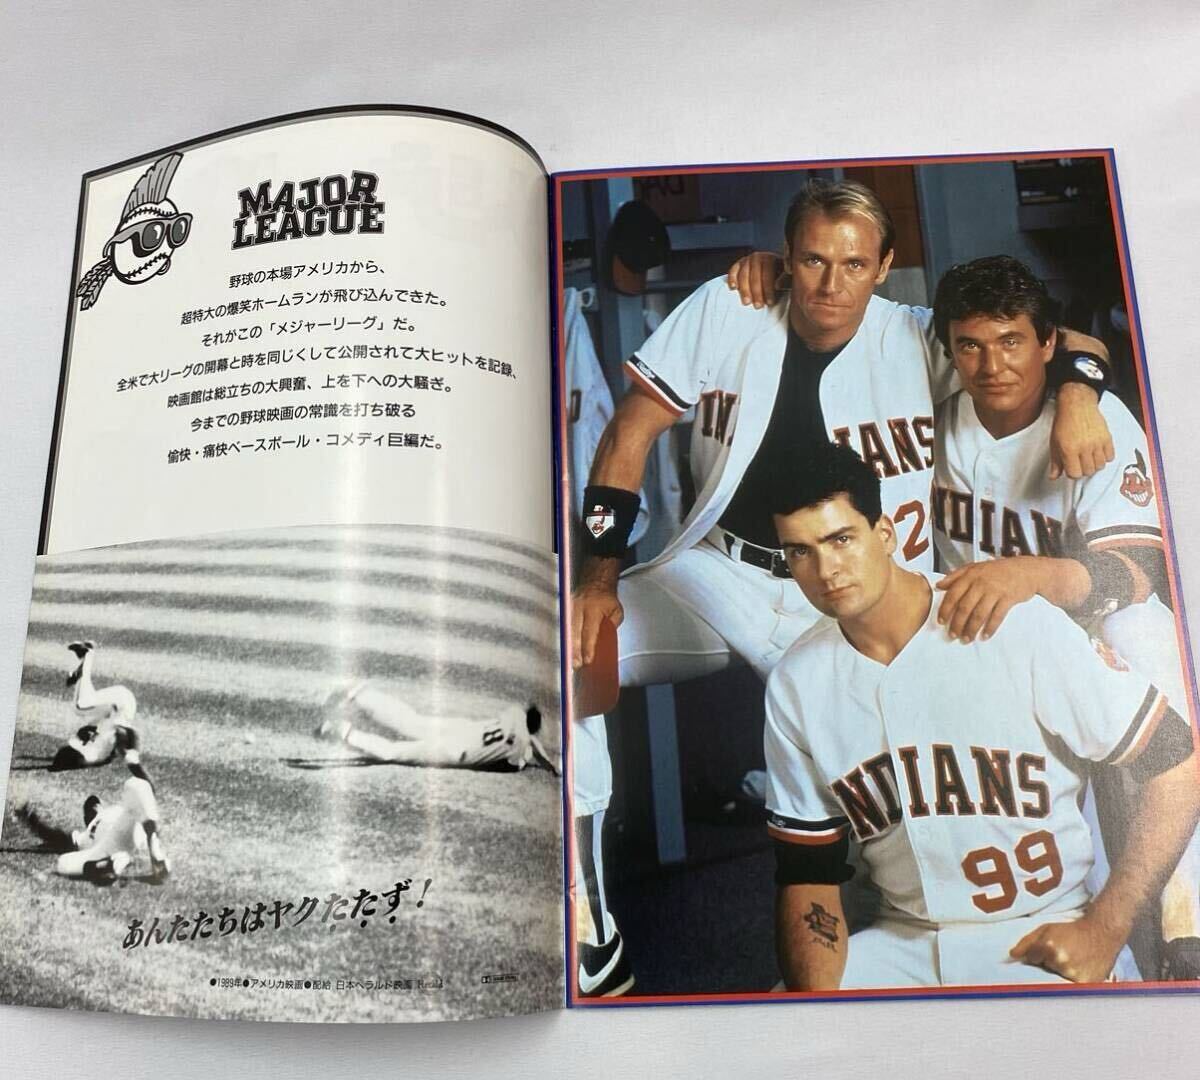 MAJOR
LEAGUE
野球の本場アメリカから、
超特大の爆笑ホームランが飛び込んできた。
それがこの「メジャーリーグ」だ。
全米で大リーグの開幕と時を同じくして公開されて大ヒットを記録、
映画館は総立ちの大興奮、上を下への大騒ぎ。
今までの野球映画の常識を打ち破る
愉快・痛快ベースボール・コメディ巨編だ。
8
あんたたちはヤクたたず!
●1989年●アメリカ映画●配給 日本ヘラルド映画 Herald
INDIANS
2
INDIAN
INDIANS
99